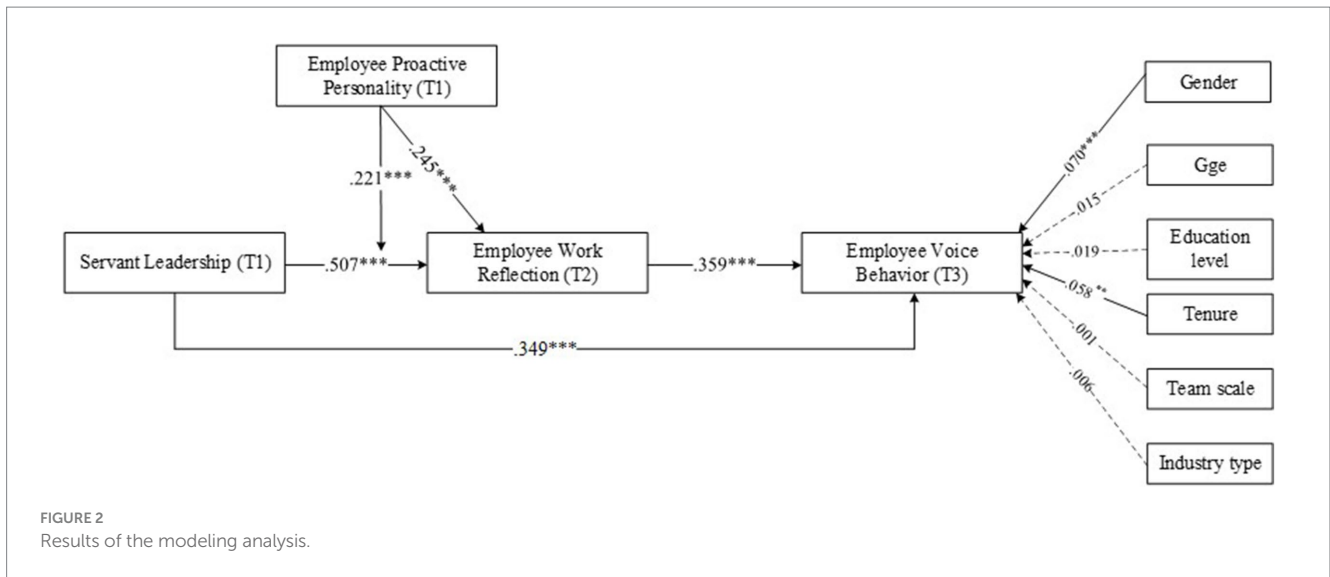 Employee Proactive
Personality (T1)
Gender
.070***
.245***
.221***
Gge
.015
Servant Leadership (T1)
.507***
Employee Work
Reflection (T2)
.359***
Employee Voice
Behavior (T3)
.019
Education
level
.058**
Tenure
.349***
.001
Team scale
.006
Industry type
FIGURE 2
Results of the modeling analysis.